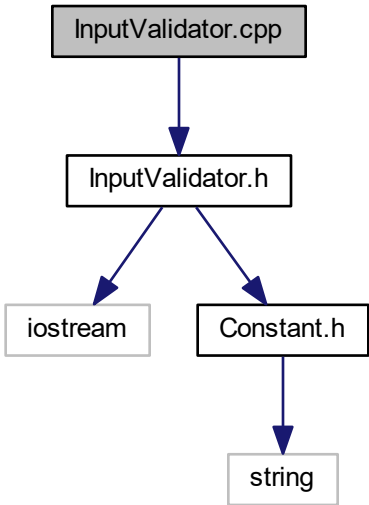 InputValidator.cpp
InputValidator.h
iostream
Constant.h
string